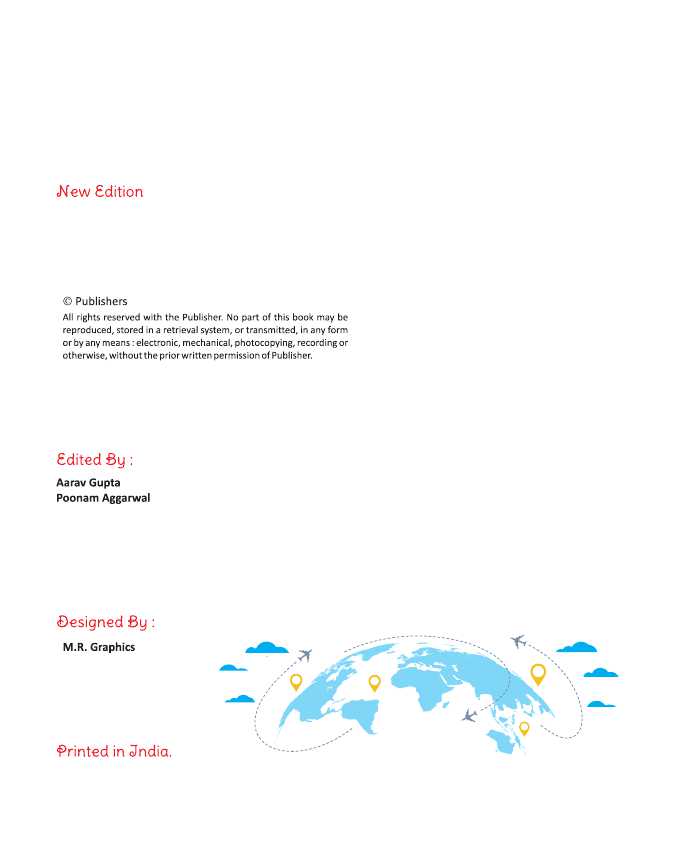 New Edition
© Publishers
All rights reserved with the Publisher. No part of this book may be
reproduced, stored in a retrieval system, or transmitted, in any form
or by any means : electronic, mechanical, photocopying, recording or
otherwise, without the prior written permission of Publisher.
Edited By :
Aarav Gupta
Poonam Aggarwal
Designed By :
M.R. Graphics
Printed in India.